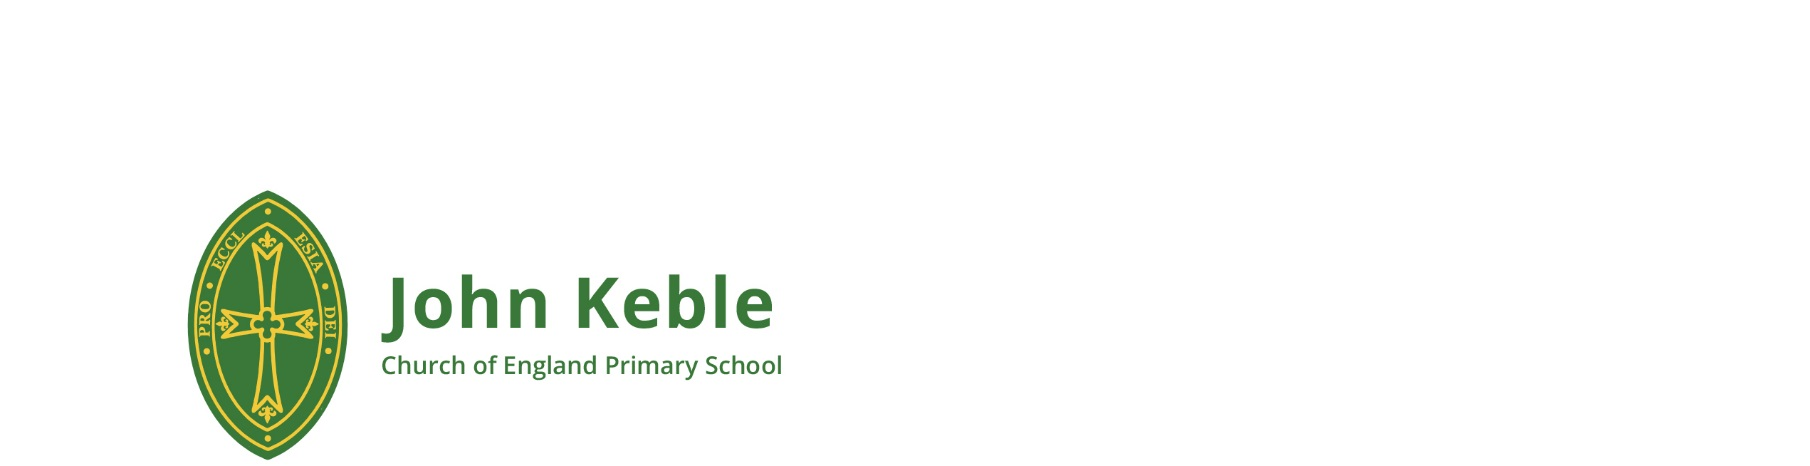 PRO • ECCL ESIA • DEI
John Keble
Church of England Primary School